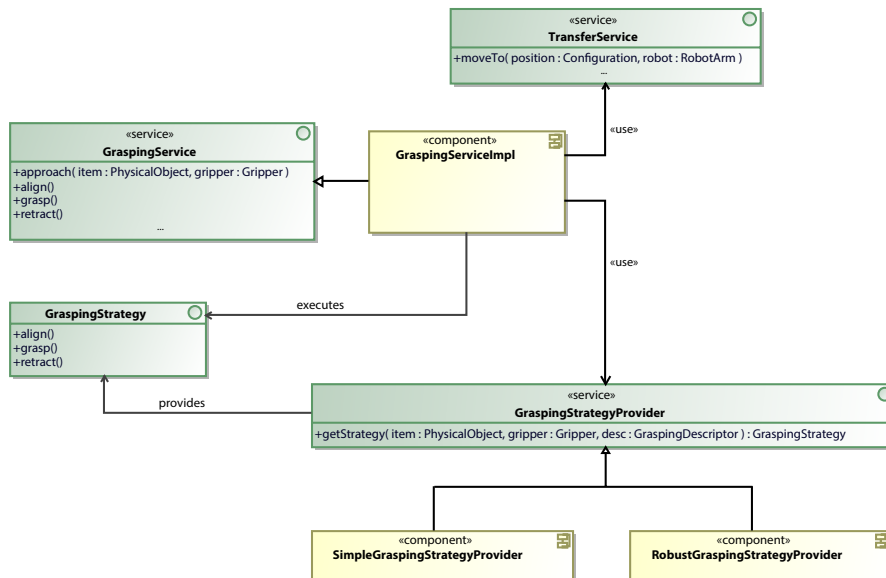 «service»
TransferService
+moveTo( position : Configuration, robot : RobotArm )
...
«service»
GraspingService
+approach( item : PhysicalObject, gripper : Gripper )
+align()
+grasp()
+retract()
...
«component»
GraspingServiceImpl
«use»
«use»
executes
GraspingStrategy
+align()
+grasp()
+retract()
provides
«service»
GraspingStrategyProvider
+getStrategy( item : PhysicalObject, gripper : Gripper, desc : GraspingDescriptor ) : GraspingStrategy
«component»
SimpleGraspingStrategyProvider
«component»
RobustGraspingStrategyProvider